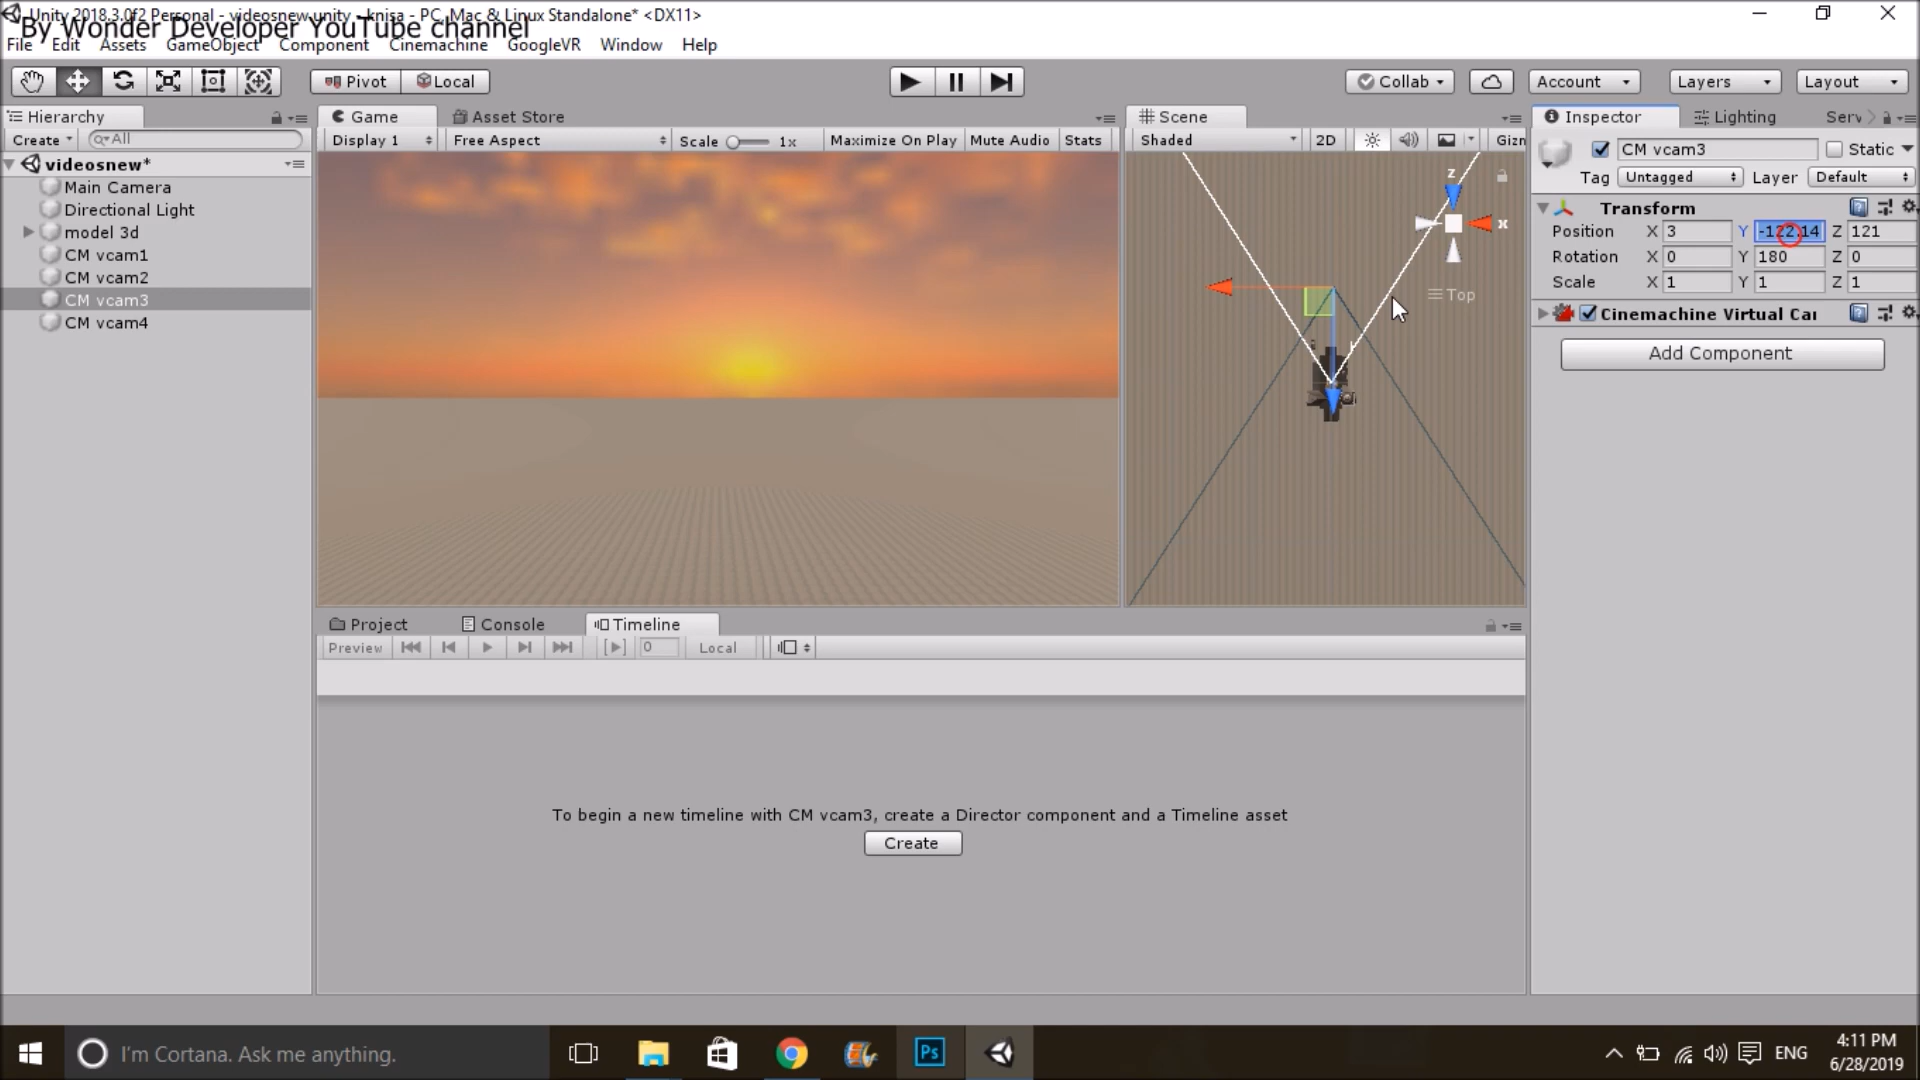 Unity 2018.3.0f2 Personal - videosnew.unity - knisa - PC, Mac & Linux Standalone* <DX11>
By Wonder Developer YouTube channel
File Edit Assets GameObject Component Cinemachine GoogleVR Window Help
Pivot Local Collab Account Layers Layout
Hierarchy
Create All
videosnew*
Main Camera
Directional Light
model 3d
CM vcam1
CM vcam2
CM vcam3
CM vcam4
Game Asset Store
Display 1 Free Aspect Scale 1x Maximize On Play Mute Audio Stats
Scene
Shaded 2D Gizn
z
x
Top
Inspector Lighting Serv
CM vcam3 Static
Tag Untagged Layer Default
Transform
Position X 3 Y -122.14 Z 121
Rotation X 0 Y 180 Z 0
Scale X 1 Y 1 Z 1
Cinemachine Virtual Cai
Add Component
Project Console Timeline
Preview 0 Local
To begin a new timeline with CM vcam3, create a Director component and a Timeline asset
Create
I'm Cortana. Ask me anything.
Ps
ENG
4:11 PM
6/28/2019